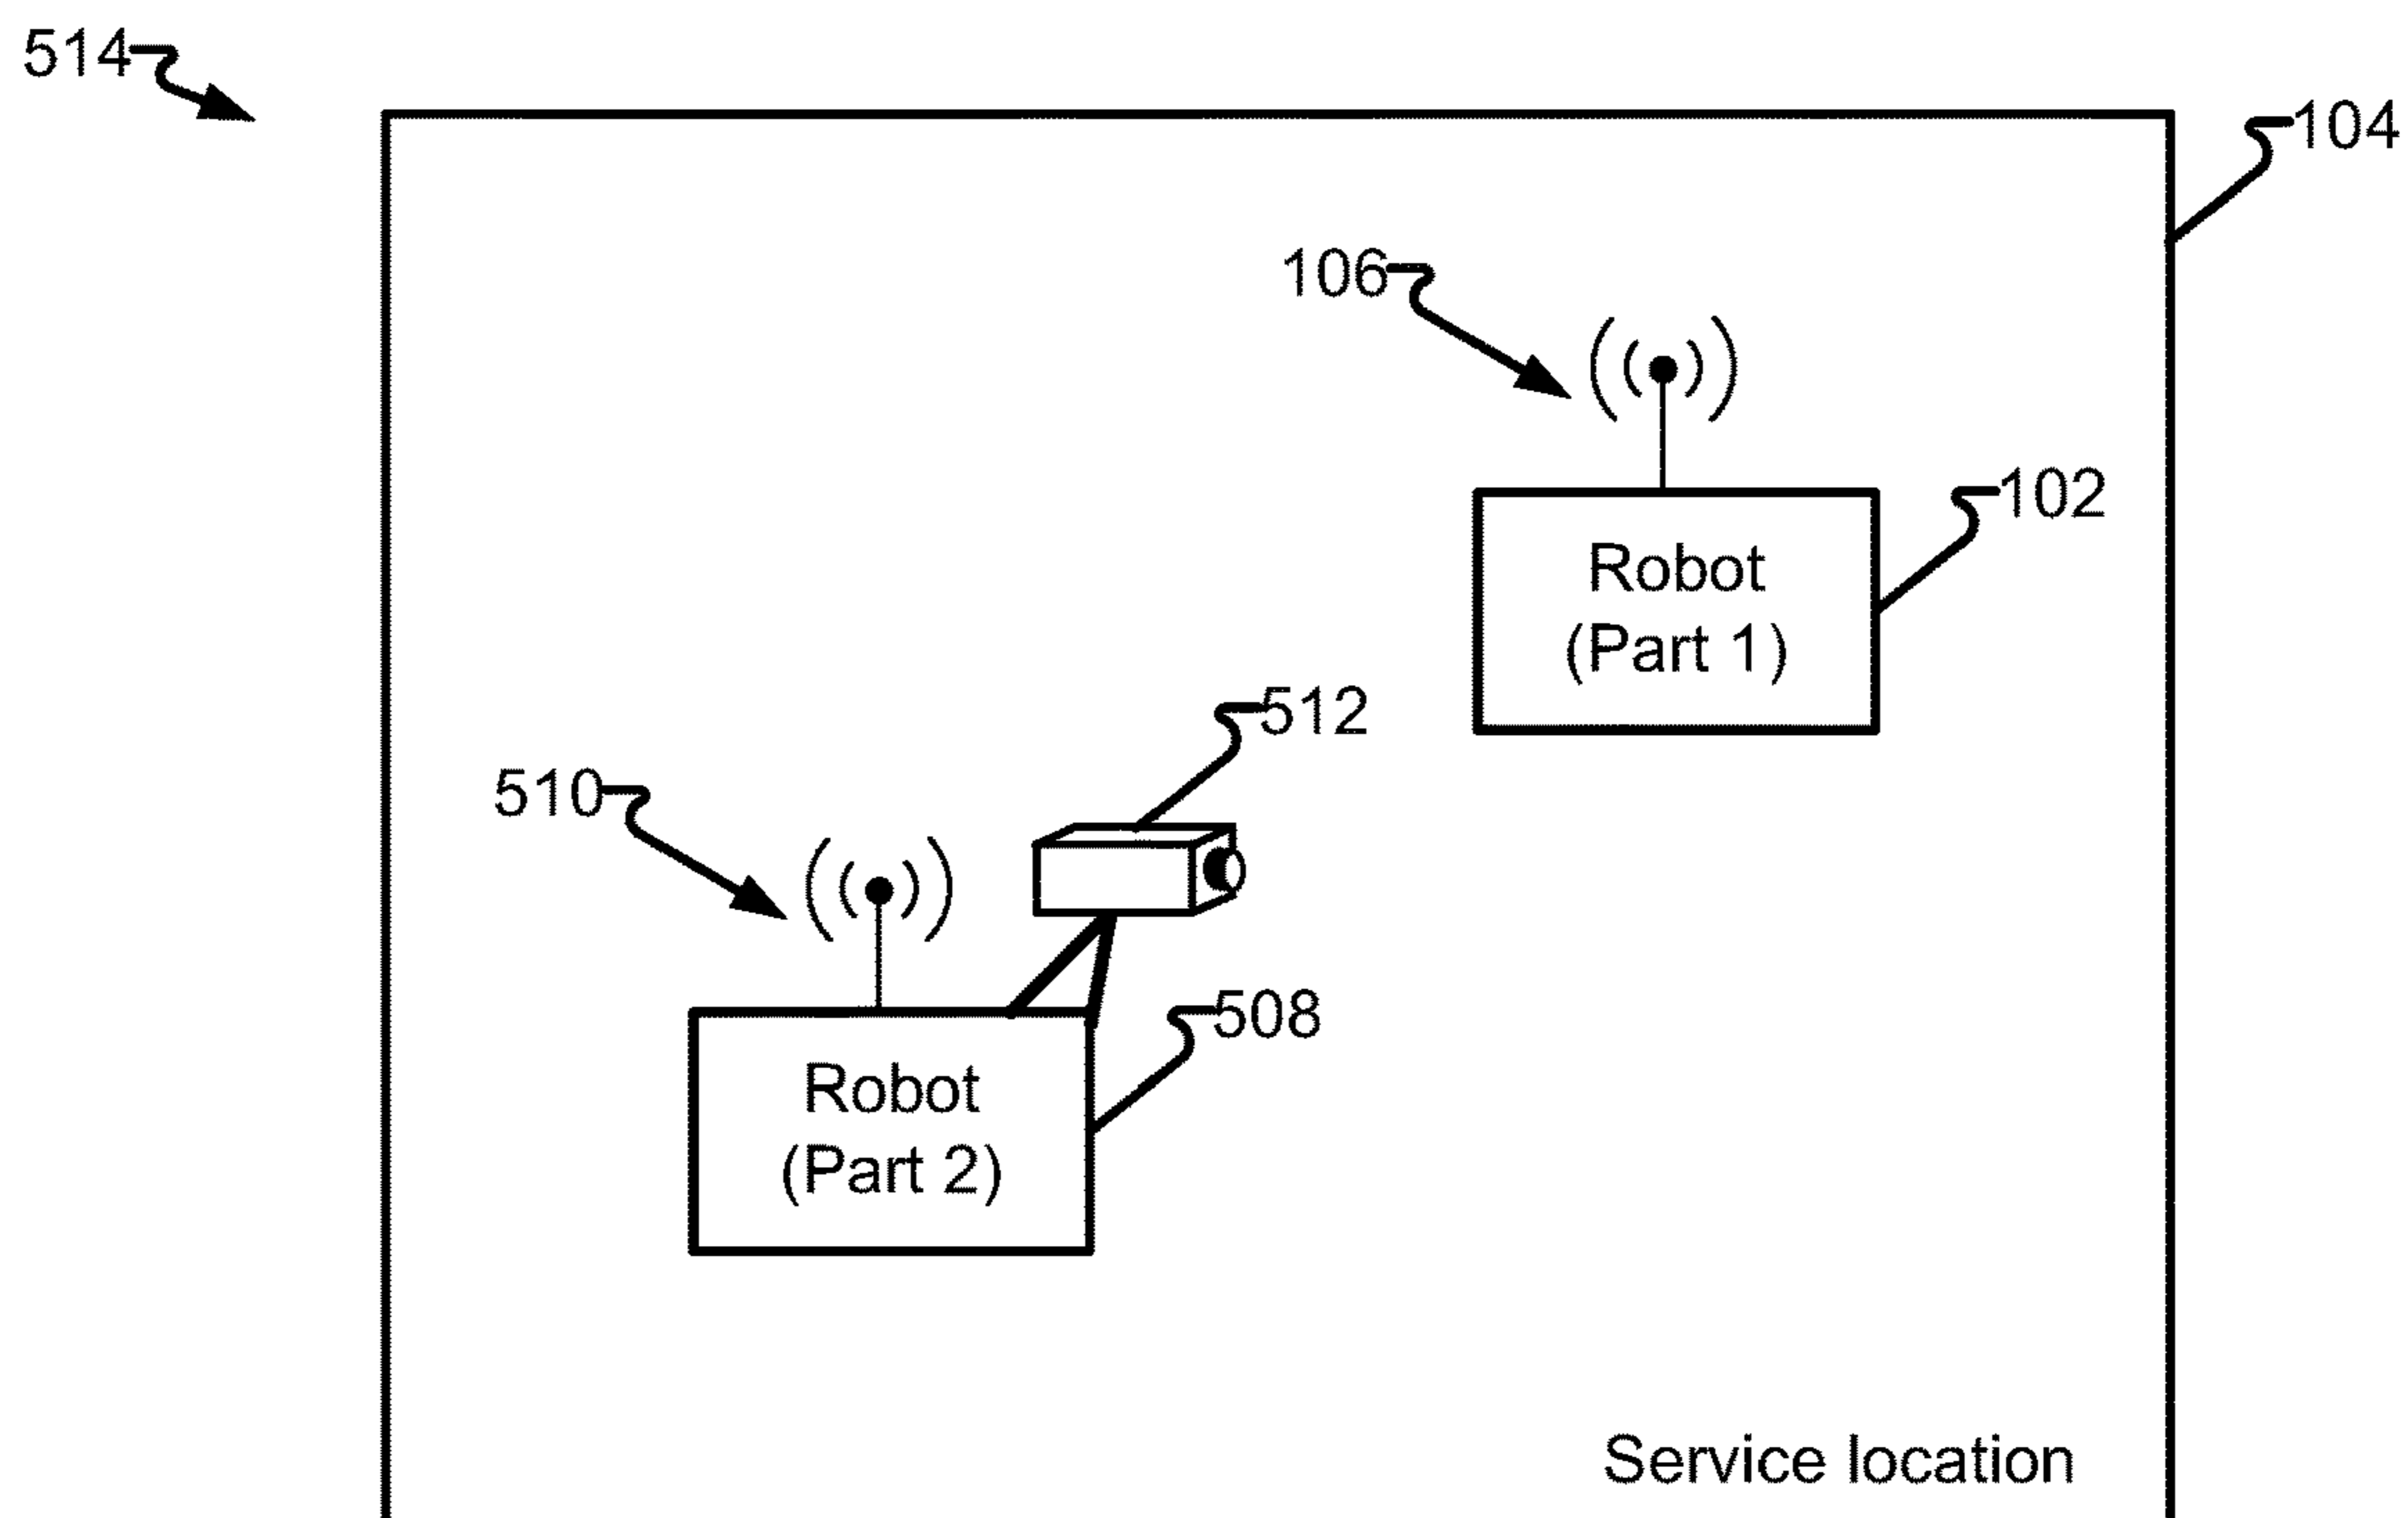 514
104
106
102
Robot
(Part 1)
512
510
508
Robot
(Part 2)
Service location